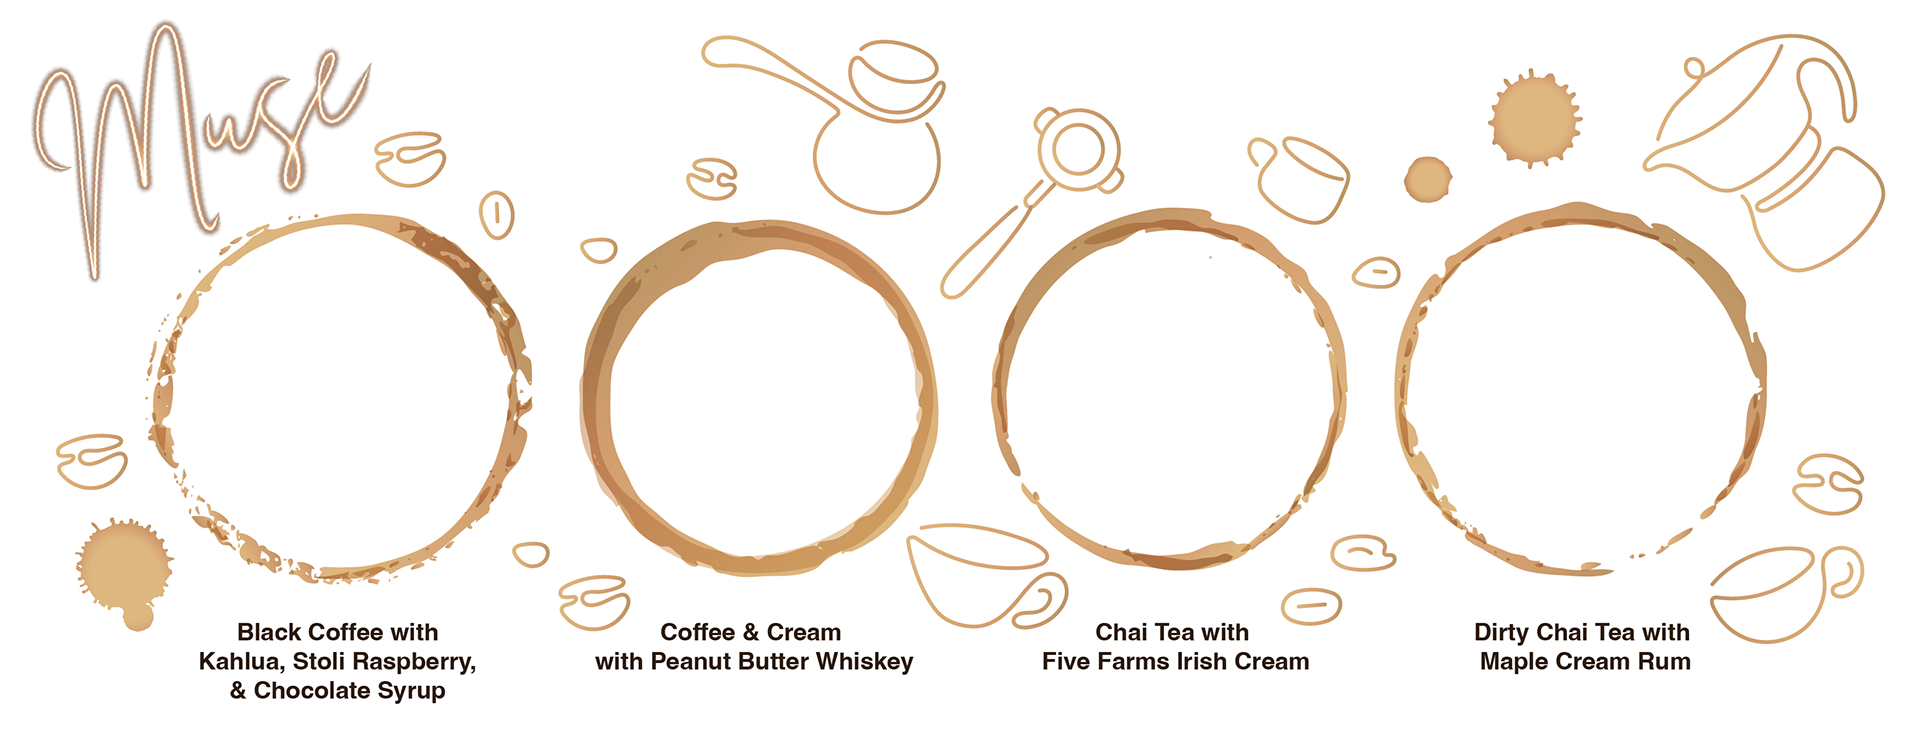 Muse
Black Coffee with
Kahlua, Stoli Raspberry,
& Chocolate Syrup
Coffee & Cream
with Peanut Butter Whiskey
Chai Tea with
Five Farms Irish Cream
Dirty Chai Tea with
Maple Cream Rum